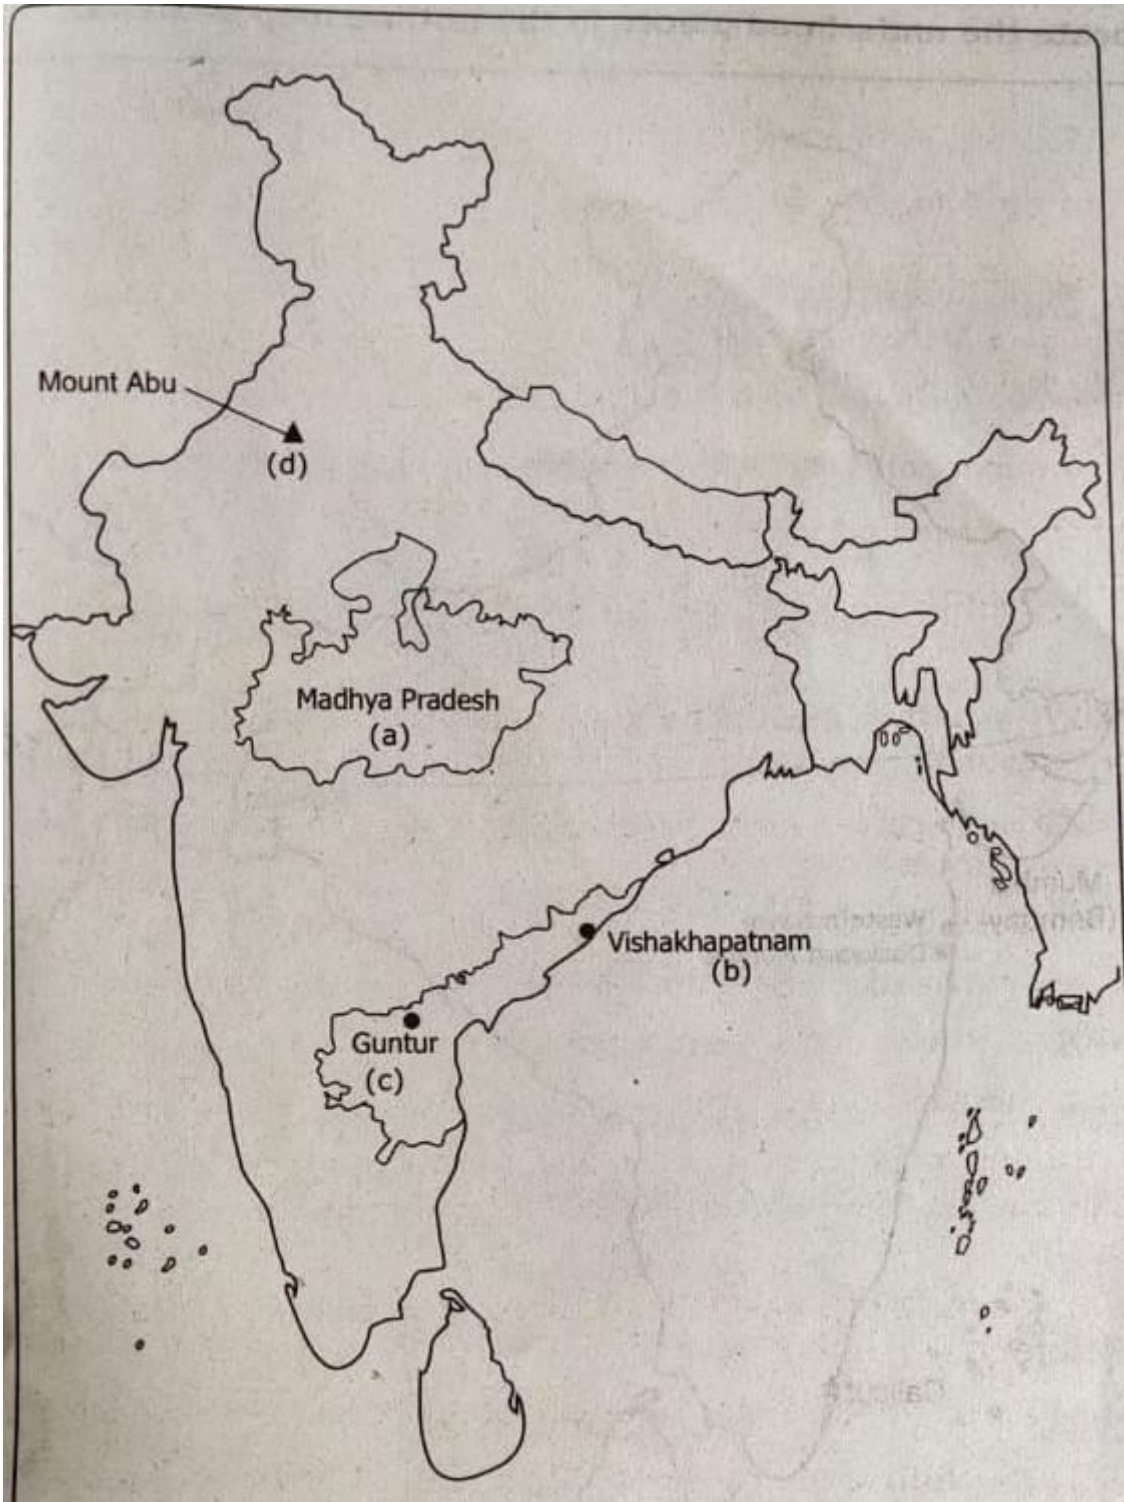 Mount Abu
(d)
Madhya Pradesh
(a)
Vishakhapatnam
(b)
Guntur
(c)